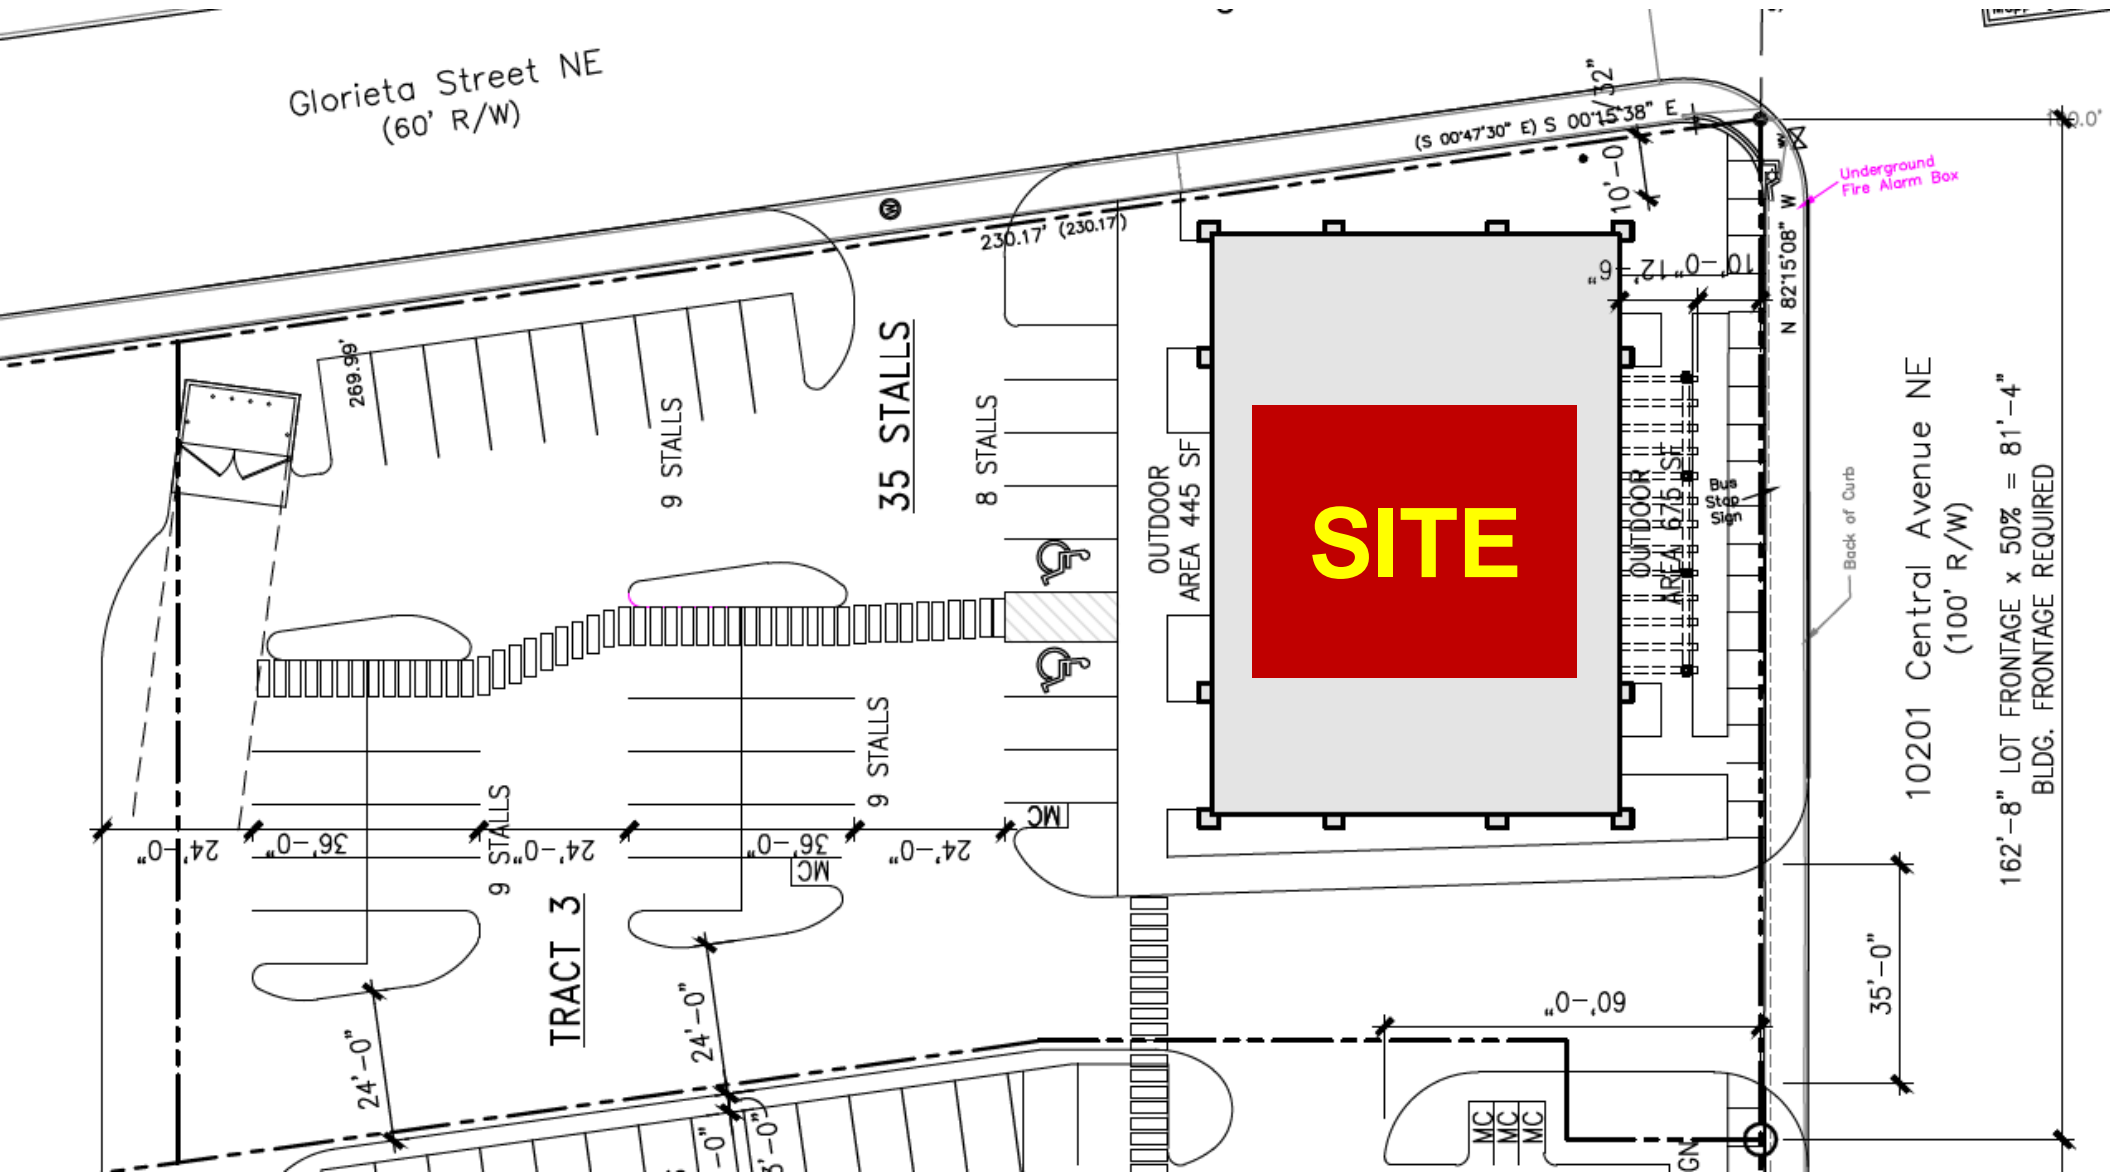 Glorieta Street NE
(60' R/W)
(S 00°47'30" E) S 00°15'38" E
10'-0
Underground
Fire Alarm Box
230.17' (230.17')
N 82°15'08" W
10'-0"
12'-6"
269.99'
9 STALLS
35 STALLS
8 STALLS
OUTDOOR
AREA 445 SF
SITE
OUTDOOR
AREA 675 SF
Bus
Stop
Sign
Back of Curb
10201 Central Avenue NE
(100' R/W)
162'-8" LOT FRONTAGE x 50% = 81'-4"
BLDG. FRONTAGE REQUIRED
9 STALLS
9 STALLS
MC
24'-0"
36'-0"
24'-0"
36'-0"
24'-0"
MC
TRACT 3
24'-0"
24'-0"
60'-0"
35'-0"
MC
MC
MC